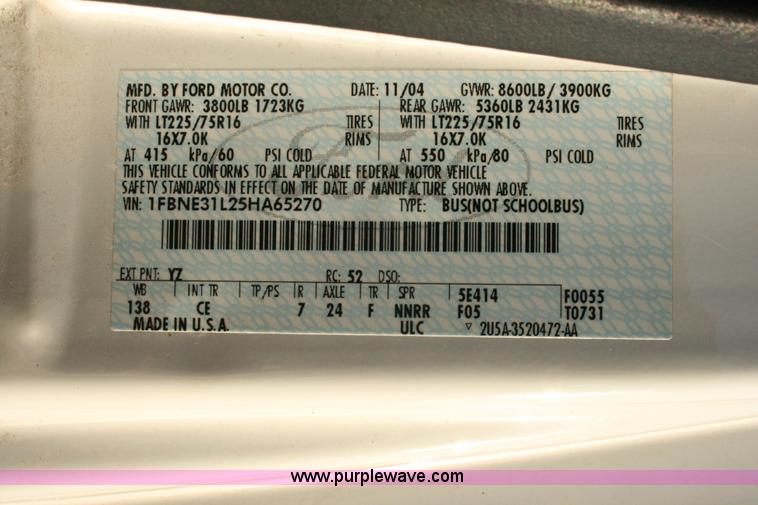 MFD. BY FORD MOTOR CO. DATE: 11/04 GVWR: 8600LB/ 3900KG
FRONT GAWR: 3800LB 1723KG REAR GAWR: 5360LB 2431KG
WITH LT225/75R16 TIRES WITH LT225/75R16 TIRES
16X7.0K RIMS 16X7.0K RIMS
AT 415 kPa/60 PSI COLD AT 550 kPa/80 PSI COLD
THIS VEHICLE CONFORMS TO ALL APPLICABLE FEDERAL MOTOR VEHICLE
SAFETY STANDARDS IN EFFECT ON THE DATE OF MANUFACTURE SHOWN ABOVE.
VIN: 1FBNE31L25HA65270 TYPE: BUS(NOT SCHOOLBUS)
EXT PNT: YZ RC: 52 DSO:
WB INT TR TP/PS R AXLE TR SPR 5E414 F0055
138 CE 7 24 F NNRR F05 T0731
MADE IN U.S.A. ULC ▽ 2U5A-3520472-AA
www.purplewave.com